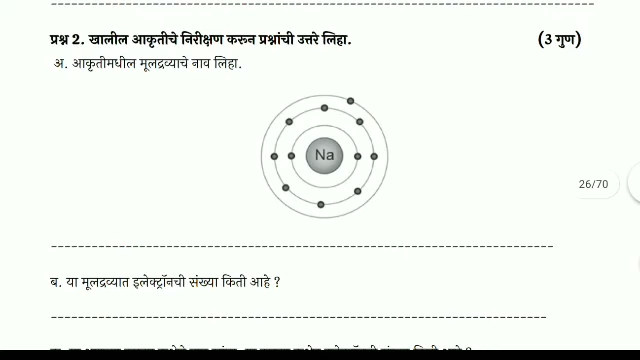 प्रश्न 2. खालील आकृतीचे निरीक्षण करून प्रश्नांची उत्तरे लिहा. (3 गुण)
अ. आकृतीमधील मूलद्रव्याचे नाव लिहा.
Na
26/70
ब. या मूलद्रव्यात इलेक्ट्रॉनची संख्या किती आहे ?